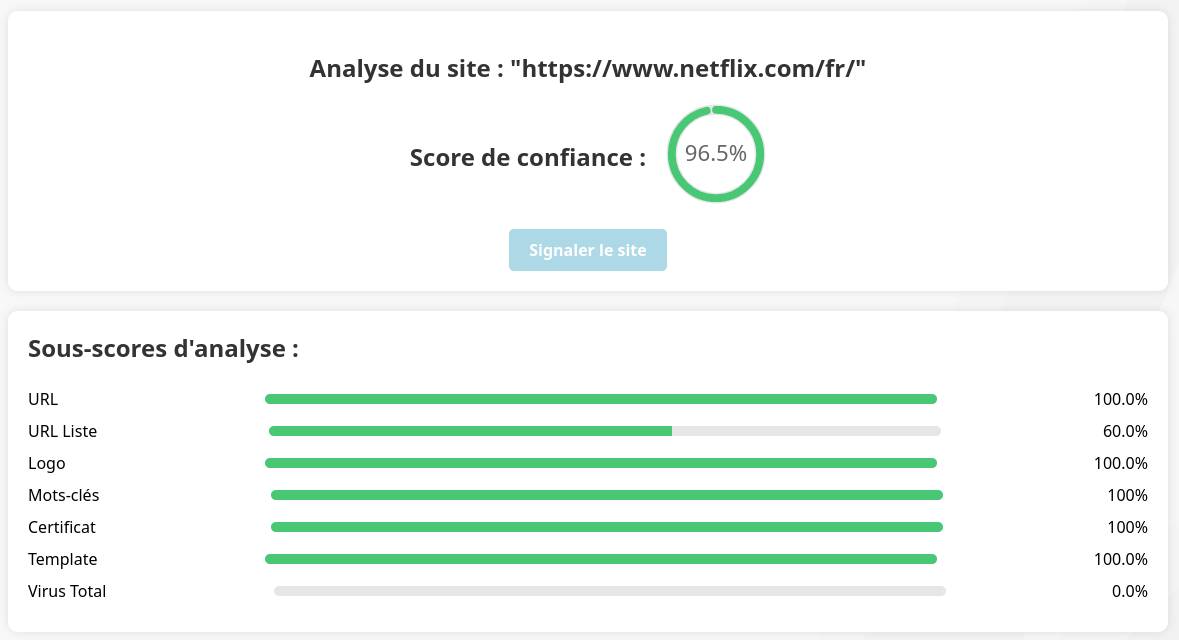 Analyse du site : "https://www.netflix.com/fr/"
Score de confiance :
96.5%
Signaler le site
Sous-scores d'analyse :
URL 100.0%
URL Liste 60.0%
Logo 100.0%
Mots-clés 100%
Certificat 100%
Template 100.0%
Virus Total 0.0%